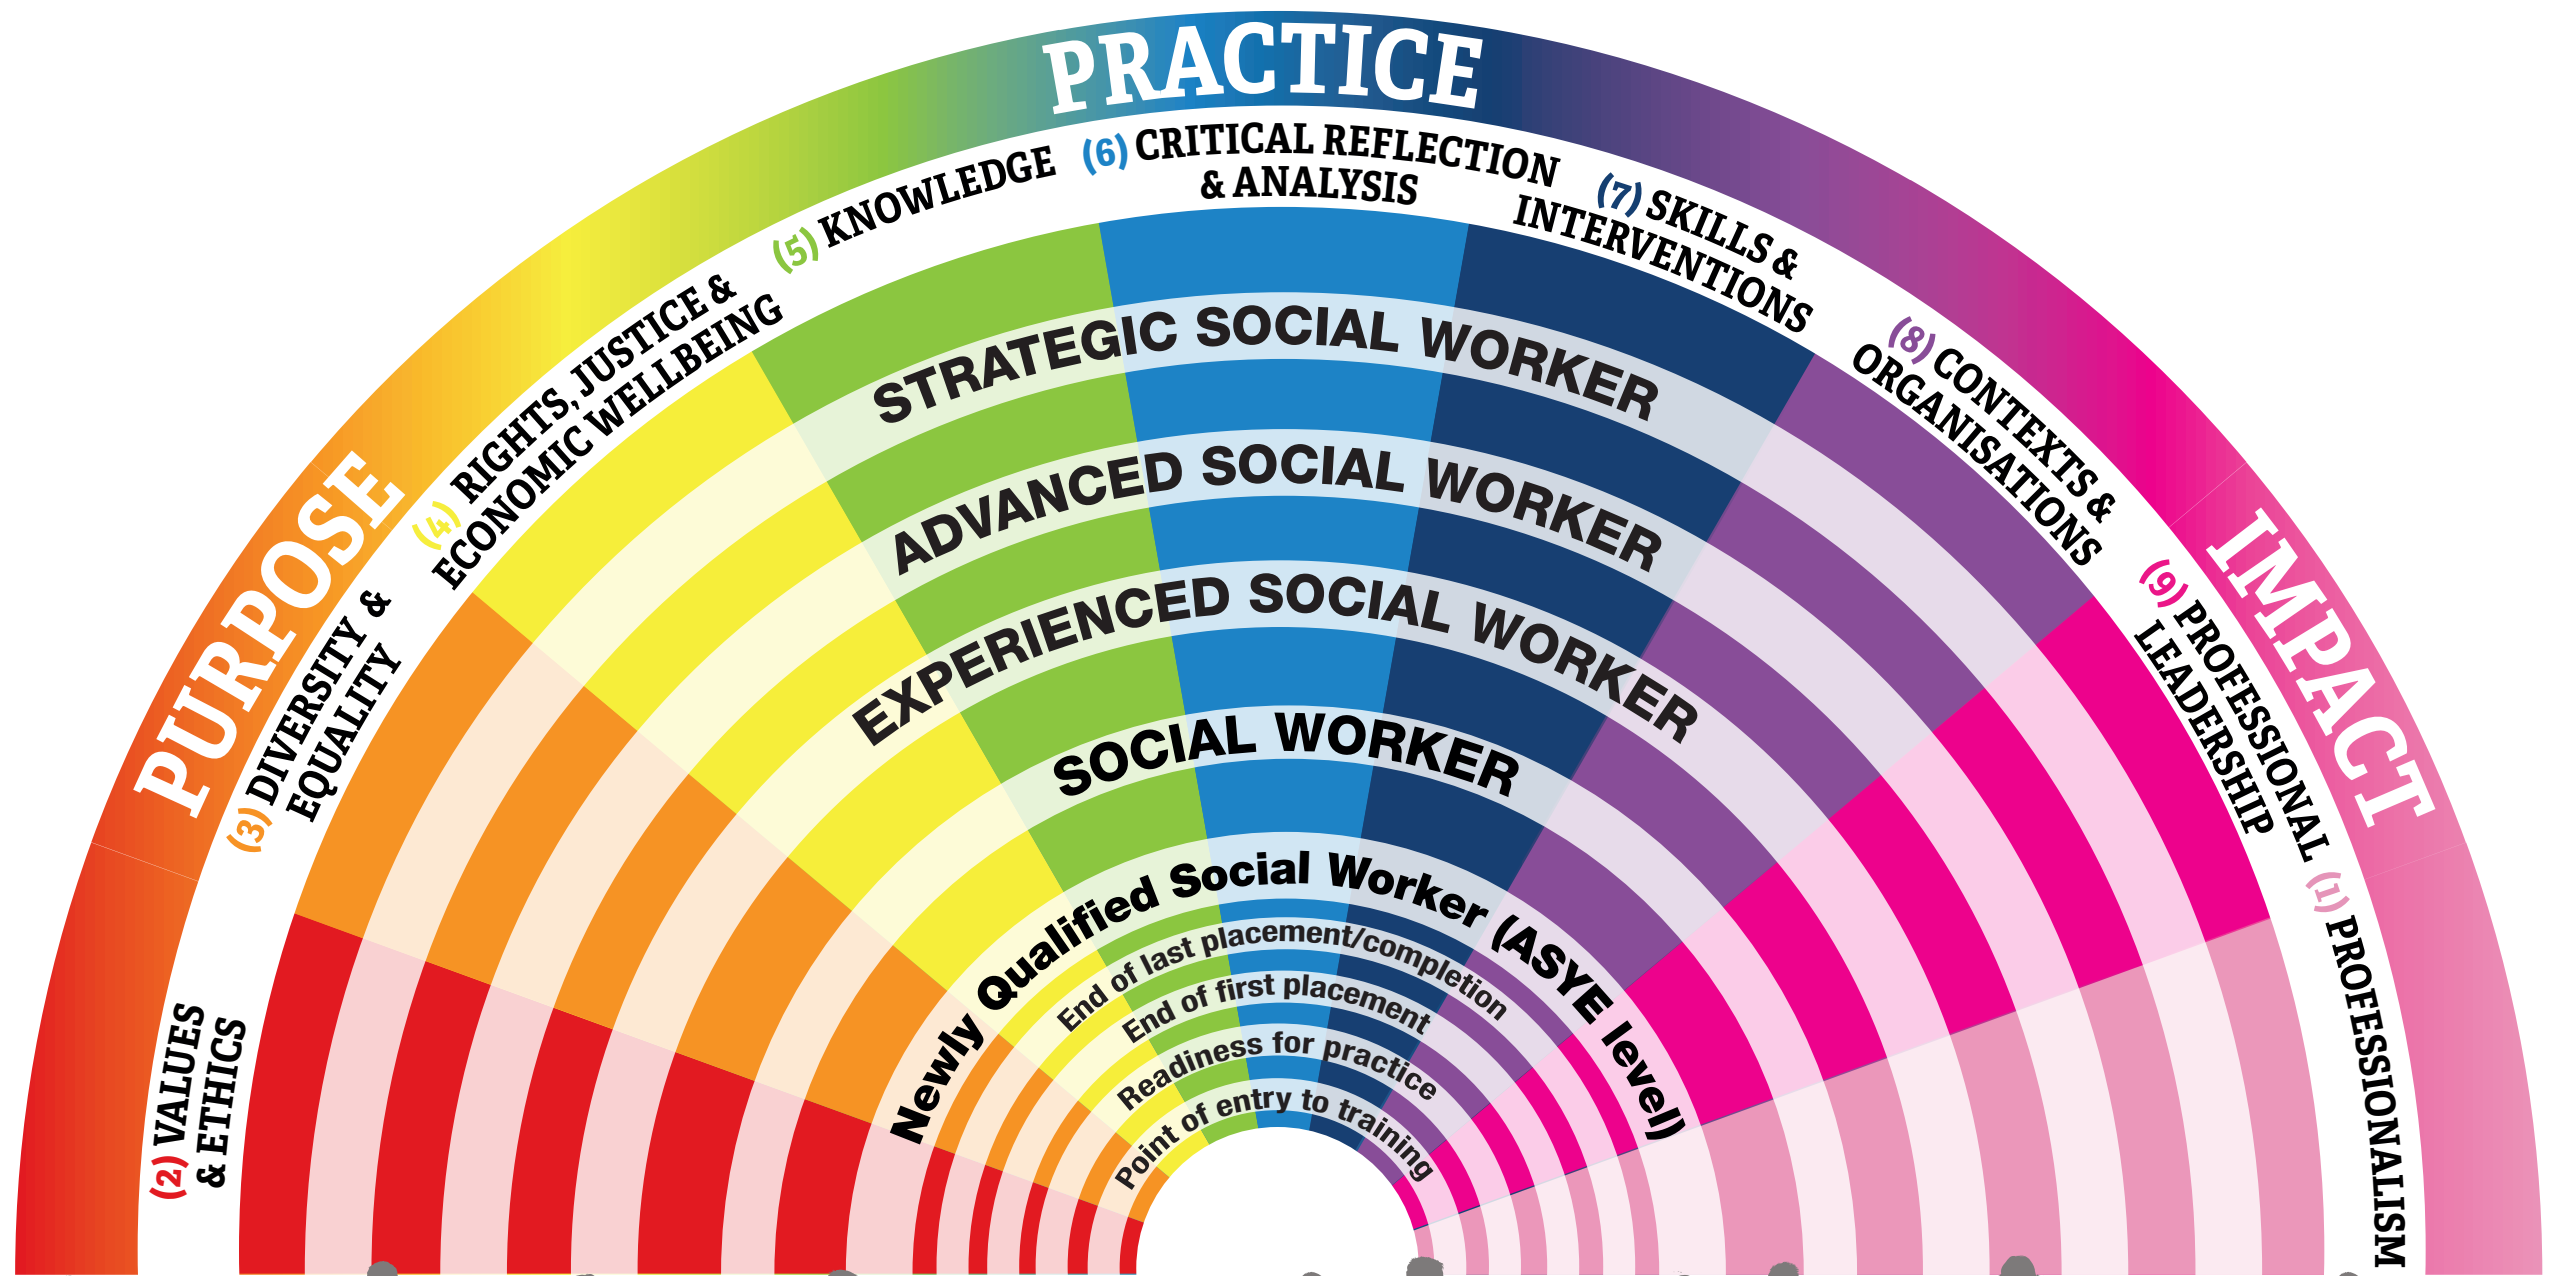 PURPOSE
PRACTICE
IMPACT
(2) VALUES
& ETHICS
(3) DIVERSITY &
EQUALITY
(4) RIGHTS, JUSTICE &
ECONOMIC WELLBEING
(5) KNOWLEDGE
(6) CRITICAL REFLECTION
& ANALYSIS
(7) SKILLS &
INTERVENTIONS
(8) CONTEXTS &
ORGANISATIONS
(9) PROFESSIONAL
LEADERSHIP
(1) PROFESSIONALISM
STRATEGIC SOCIAL WORKER
ADVANCED SOCIAL WORKER
EXPERIENCED SOCIAL WORKER
SOCIAL WORKER
Newly Qualified Social Worker (ASYE level)
End of last placement/completion
End of first placement
Readiness for practice
Point of entry to training